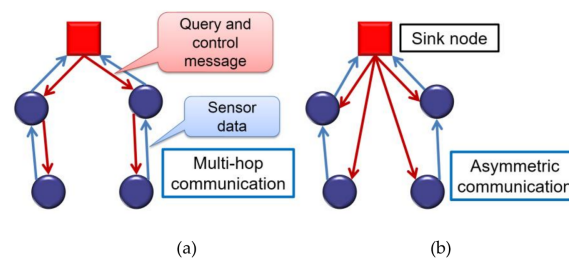 Query and
control
message
Sink node
Sensor
data
Multi-hop
communication
Asymmetric
communication
(a)
(b)